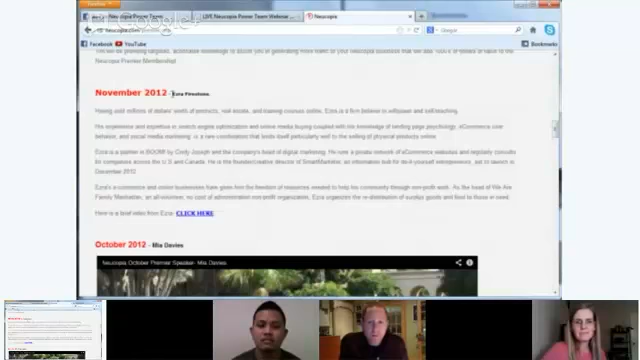 Google+
Firefox
Neucopia Power Team
LIVE Neucopia Power Team Webinar ...
Neucopia
Google
Facebook
YouTube
Bookmarks
Neucopia Premier Membership!
November 2012 - Ezra Firestone
Having sold millions of dollars' worth of products, real estate, and training courses online, Ezra is a firm believer in willpower and self-teaching.
His experience and expertise in search engine optimization and online media buying coupled with his knowledge of landing page psychology, eCommerce user
behavior, and social media marketing, is a rare combination that lends itself particularly well to the selling of physical products online.
Ezra is a partner in BOOM! by Cindy Joseph and the company's head of digital marketing. He runs a private network of eCommerce websites and regularly consults
for companies across the U.S and Canada. He is the founder/creative director of SmartMarketer, an information hub for do-it-yourself entrepreneurs, set to launch in
December 2012
Ezra's e-commerce and online businesses have given him the freedom of resources needed to help his community through non-profit work. As the head of We Are
Family Manhattan, an all-volunteer, no cost of administration non-profit organization, Ezra organizes the re-distribution of surplus goods and food to those in need.
Here is a brief video from Ezra: CLICK HERE
October 2012 - Mia Davies
Neucopia October Premier Speaker- Mia Davies